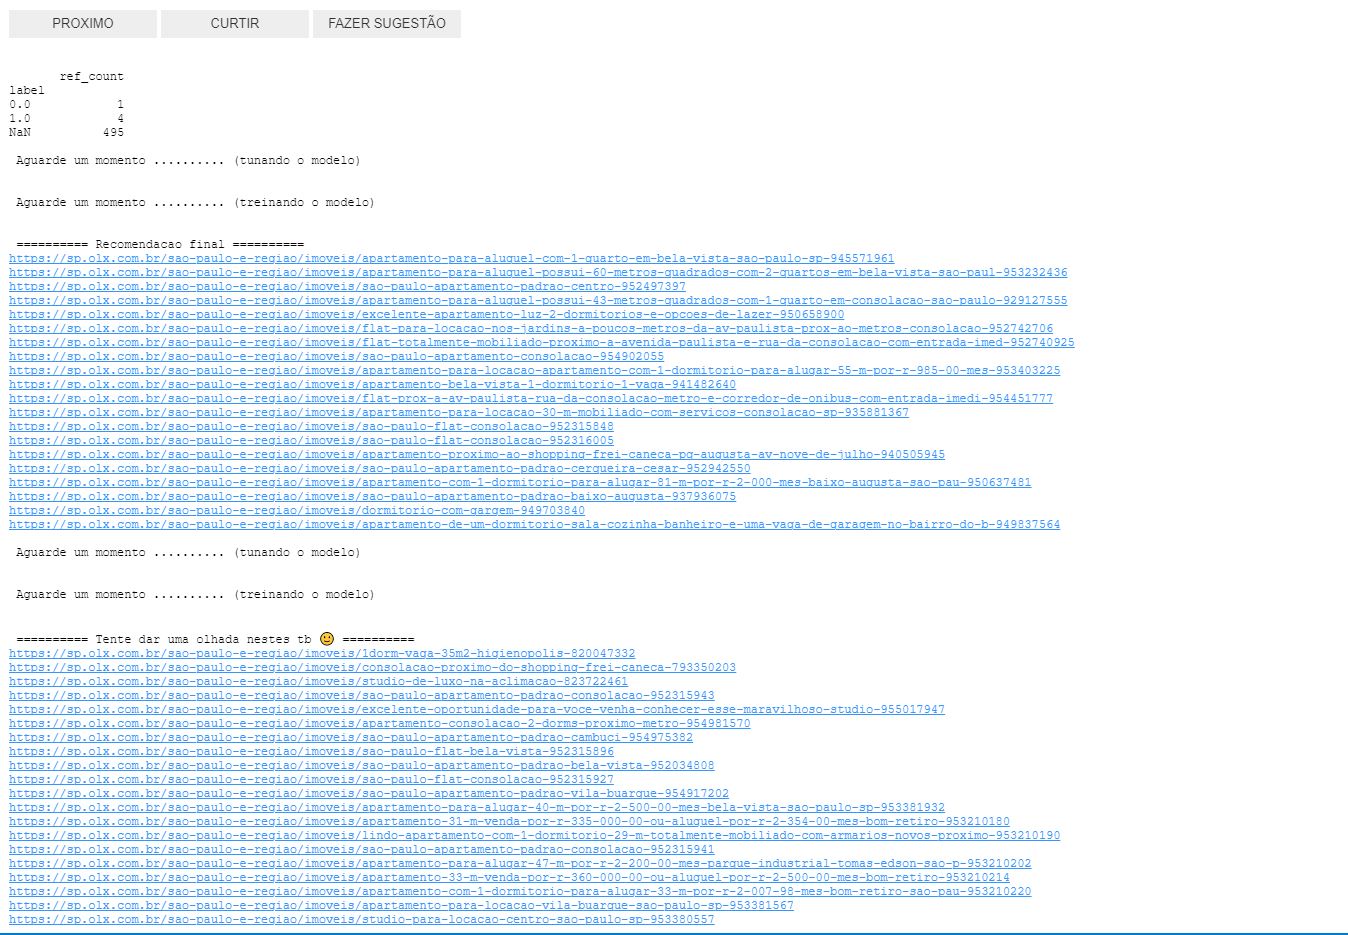 PROXIMO CURTIR FAZER SUGESTÃO
ref_count
label
0.0 1
1.0 4
NaN 495
Aguarde um momento .......... (tunando o modelo)
Aguarde um momento .......... (treinando o modelo)
========== Recomendacao final ==========
https://sp.olx.com.br/sao-paulo-e-regiao/imoveis/apartamento-para-aluguel-com-1-quarto-em-bela-vista-sao-paulo-sp-945571961
https://sp.olx.com.br/sao-paulo-e-regiao/imoveis/apartamento-para-aluguel-possui-60-metros-quadrados-com-2-quartos-em-bela-vista-sao-paul-953232436
https://sp.olx.com.br/sao-paulo-e-regiao/imoveis/sao-paulo-apartamento-padrao-centro-952497397
https://sp.olx.com.br/sao-paulo-e-regiao/imoveis/apartamento-para-aluguel-possui-43-metros-quadrados-com-1-quarto-em-consolacao-sao-paulo-929127555
https://sp.olx.com.br/sao-paulo-e-regiao/imoveis/excelente-apartamento-luz-2-dormitorios-e-opcoes-de-lazer-950658900
https://sp.olx.com.br/sao-paulo-e-regiao/imoveis/flat-para-locacao-nos-jardins-a-poucos-metros-da-av-paulista-prox-ao-metros-consolacao-952742706
https://sp.olx.com.br/sao-paulo-e-regiao/imoveis/flat-totalmente-mobiliado-proximo-a-avenida-paulista-e-rua-da-consolacao-com-entrada-imed-952740925
https://sp.olx.com.br/sao-paulo-e-regiao/imoveis/sao-paulo-apartamento-consolacao-954902055
https://sp.olx.com.br/sao-paulo-e-regiao/imoveis/apartamento-para-locacao-apartamento-com-1-dormitorio-para-alugar-55-m-por-r-985-00-mes-953403225
https://sp.olx.com.br/sao-paulo-e-regiao/imoveis/apartamento-bela-vista-1-dormitorio-1-vaga-941482640
https://sp.olx.com.br/sao-paulo-e-regiao/imoveis/flat-prox-a-av-paulista-rua-da-consolacao-metro-e-corredor-de-onibus-com-entrada-imedi-954451777
https://sp.olx.com.br/sao-paulo-e-regiao/imoveis/apartamento-para-locacao-30-m-mobiliado-com-servicos-consolacao-sp-935881367
https://sp.olx.com.br/sao-paulo-e-regiao/imoveis/sao-paulo-flat-consolacao-952315848
https://sp.olx.com.br/sao-paulo-e-regiao/imoveis/sao-paulo-flat-consolacao-952316005
https://sp.olx.com.br/sao-paulo-e-regiao/imoveis/apartamento-proximo-ao-shopping-frei-caneca-pq-augusta-av-nove-de-julho-940505945
https://sp.olx.com.br/sao-paulo-e-regiao/imoveis/sao-paulo-apartamento-padrao-cerqueira-cesar-952942550
https://sp.olx.com.br/sao-paulo-e-regiao/imoveis/apartamento-com-1-dormitorio-para-alugar-81-m-por-r-2-000-mes-baixo-augusta-sao-pau-950637481
https://sp.olx.com.br/sao-paulo-e-regiao/imoveis/sao-paulo-apartamento-padrao-baixo-augusta-937936075
https://sp.olx.com.br/sao-paulo-e-regiao/imoveis/dormitorio-com-gargem-949703840
https://sp.olx.com.br/sao-paulo-e-regiao/imoveis/apartamento-de-um-dormitorio-sala-cozinha-banheiro-e-uma-vaga-de-garagem-no-bairro-do-b-949837564
Aguarde um momento .......... (tunando o modelo)
Aguarde um momento .......... (treinando o modelo)
========== Tente dar uma olhada nestes tb 🙂 ==========
https://sp.olx.com.br/sao-paulo-e-regiao/imoveis/1dorm-vaga-35m2-higienopolis-820047332
https://sp.olx.com.br/sao-paulo-e-regiao/imoveis/consolacao-proximo-do-shopping-frei-caneca-793350203
https://sp.olx.com.br/sao-paulo-e-regiao/imoveis/studio-de-luxo-na-aclimacao-823722461
https://sp.olx.com.br/sao-paulo-e-regiao/imoveis/sao-paulo-apartamento-padrao-consolacao-952315943
https://sp.olx.com.br/sao-paulo-e-regiao/imoveis/excelente-oportunidade-para-voce-venha-conhecer-esse-maravilhoso-studio-955017947
https://sp.olx.com.br/sao-paulo-e-regiao/imoveis/apartamento-consolacao-2-dorms-proximo-metro-954981570
https://sp.olx.com.br/sao-paulo-e-regiao/imoveis/sao-paulo-apartamento-padrao-cambuci-954975382
https://sp.olx.com.br/sao-paulo-e-regiao/imoveis/sao-paulo-flat-bela-vista-952315896
https://sp.olx.com.br/sao-paulo-e-regiao/imoveis/sao-paulo-apartamento-padrao-bela-vista-952034808
https://sp.olx.com.br/sao-paulo-e-regiao/imoveis/sao-paulo-flat-consolacao-952315927
https://sp.olx.com.br/sao-paulo-e-regiao/imoveis/sao-paulo-apartamento-padrao-vila-buarque-954917202
https://sp.olx.com.br/sao-paulo-e-regiao/imoveis/apartamento-para-alugar-40-m-por-r-2-500-00-mes-bela-vista-sao-paulo-sp-953381932
https://sp.olx.com.br/sao-paulo-e-regiao/imoveis/apartamento-31-m-venda-por-r-335-000-00-ou-aluguel-por-r-2-354-00-mes-bom-retiro-953210180
https://sp.olx.com.br/sao-paulo-e-regiao/imoveis/lindo-apartamento-com-1-dormitorio-29-m-totalmente-mobiliado-com-armarios-novos-proximo-953210190
https://sp.olx.com.br/sao-paulo-e-regiao/imoveis/sao-paulo-apartamento-padrao-consolacao-952315941
https://sp.olx.com.br/sao-paulo-e-regiao/imoveis/apartamento-para-alugar-47-m-por-r-2-200-00-mes-parque-industrial-tomas-edson-sao-p-953210202
https://sp.olx.com.br/sao-paulo-e-regiao/imoveis/apartamento-33-m-venda-por-r-360-000-00-ou-aluguel-por-r-2-500-00-mes-bom-retiro-953210214
https://sp.olx.com.br/sao-paulo-e-regiao/imoveis/apartamento-com-1-dormitorio-para-alugar-33-m-por-r-2-007-98-mes-bom-retiro-sao-pau-953210220
https://sp.olx.com.br/sao-paulo-e-regiao/imoveis/apartamento-para-locacao-vila-buarque-sao-paulo-sp-953381567
https://sp.olx.com.br/sao-paulo-e-regiao/imoveis/studio-para-locacao-centro-sao-paulo-sp-953380557